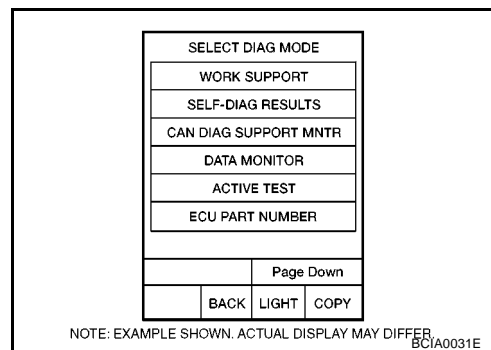 SELECT DIAG MODE
WORK SUPPORT
SELF-DIAG RESULTS
CAN DIAG SUPPORT MNTR
DATA MONITOR
ACTIVE TEST
ECU PART NUMBER
Page Down
BACK LIGHT COPY
NOTE: EXAMPLE SHOWN. ACTUAL DISPLAY MAY DIFFER.
BCIA0031E